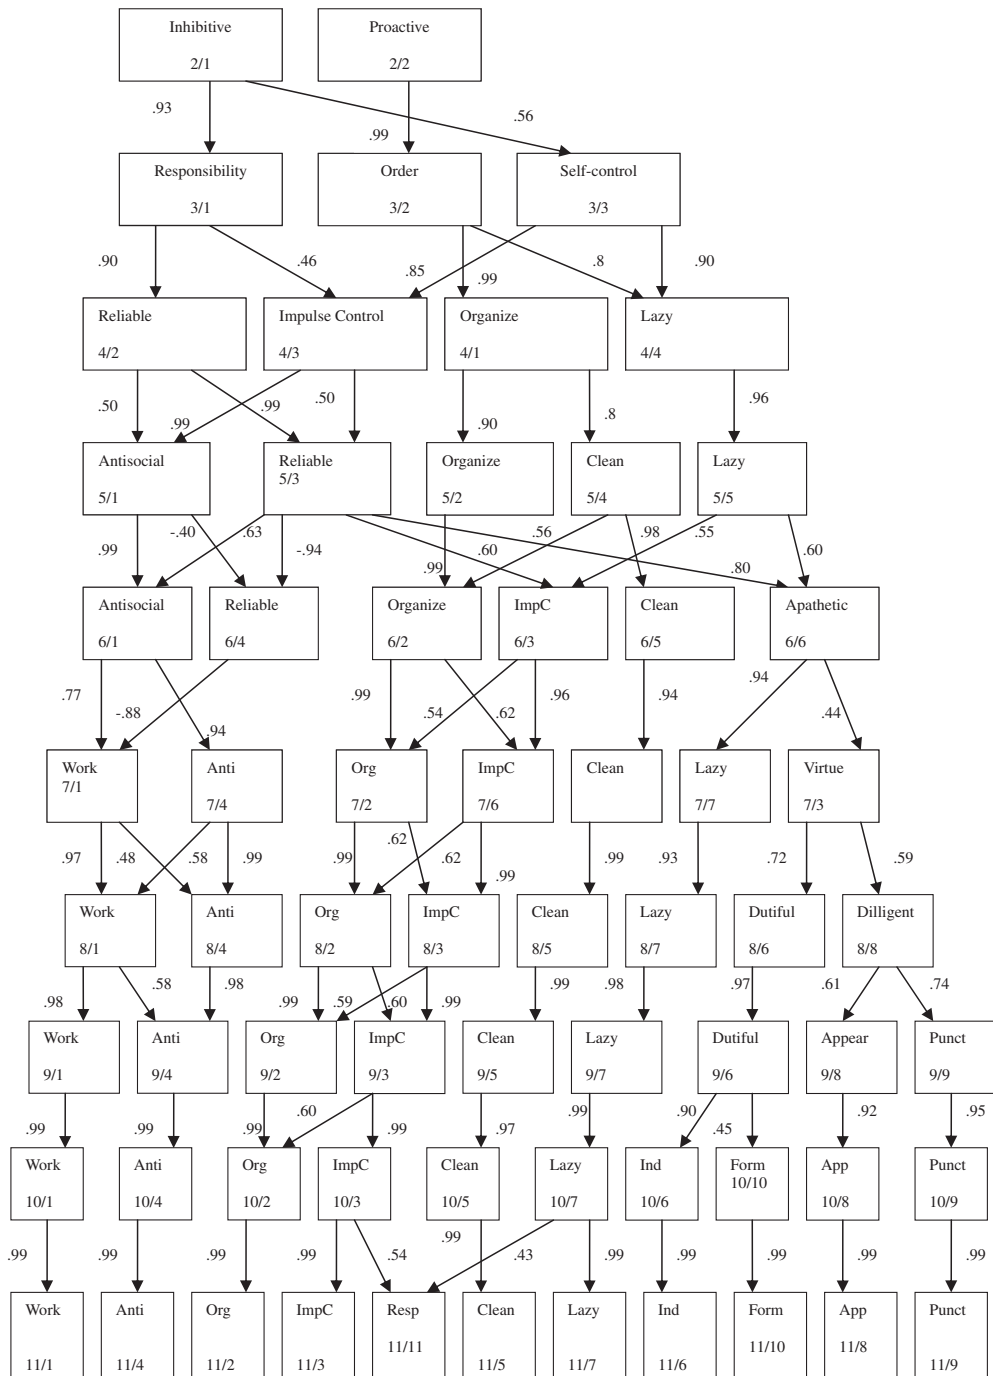 Inhibitive
Proactive
2/1
2/2
.93
.99
.56
Responsibility
Order
Self-control
3/1
3/2
3/3
.90
.46
.85
.99
.8
.90
Reliable
Impulse Control
Organize
Lazy
4/2
4/3
4/1
4/4
.50
.99
.99
.50
.90
.8
.96
Antisocial
Reliable
Organize
Clean
Lazy
5/1
5/3
5/2
5/4
5/5
.99
-.40
.63
-.94
.60
.99
.56
.98
.55
.80
.60
Antisocial
Reliable
Organize
ImpC
Clean
Apathetic
6/1
6/4
6/2
6/3
6/5
6/6
.77
-.88
.94
.99
.54
.62
.96
.94
.94
.44
Work
Anti
Org
ImpC
Clean
Lazy
Virtue
7/1
7/4
7/2
7/6
7/7
7/3
.97
.48
.58
.99
.99
.62
.62
.99
.99
.93
.72
.59
Work
Anti
Org
ImpC
Clean
Lazy
Dutiful
Dilligent
8/1
8/4
8/2
8/3
8/5
8/7
8/6
8/8
.98
.58
.98
.99
.59
.60
.99
.99
.98
.97
.61
.74
Work
Anti
Org
ImpC
Clean
Lazy
Dutiful
Appear
Punct
9/1
9/4
9/2
9/3
9/5
9/7
9/6
9/8
9/9
.99
.99
.99
.60
.99
.97
.99
.90
.45
.92
.95
Work
Anti
Org
ImpC
Clean
Lazy
Ind
Form
App
Punct
10/1
10/4
10/2
10/3
10/5
10/7
10/6
10/10
10/8
10/9
.99
.99
.99
.99
.54
.99
.43
.99
.99
.99
.99
.99
Work
Anti
Org
ImpC
Resp
Clean
Lazy
Ind
Form
App
Punct
11/1
11/4
11/2
11/3
11/11
11/5
11/7
11/6
11/10
11/8
11/9